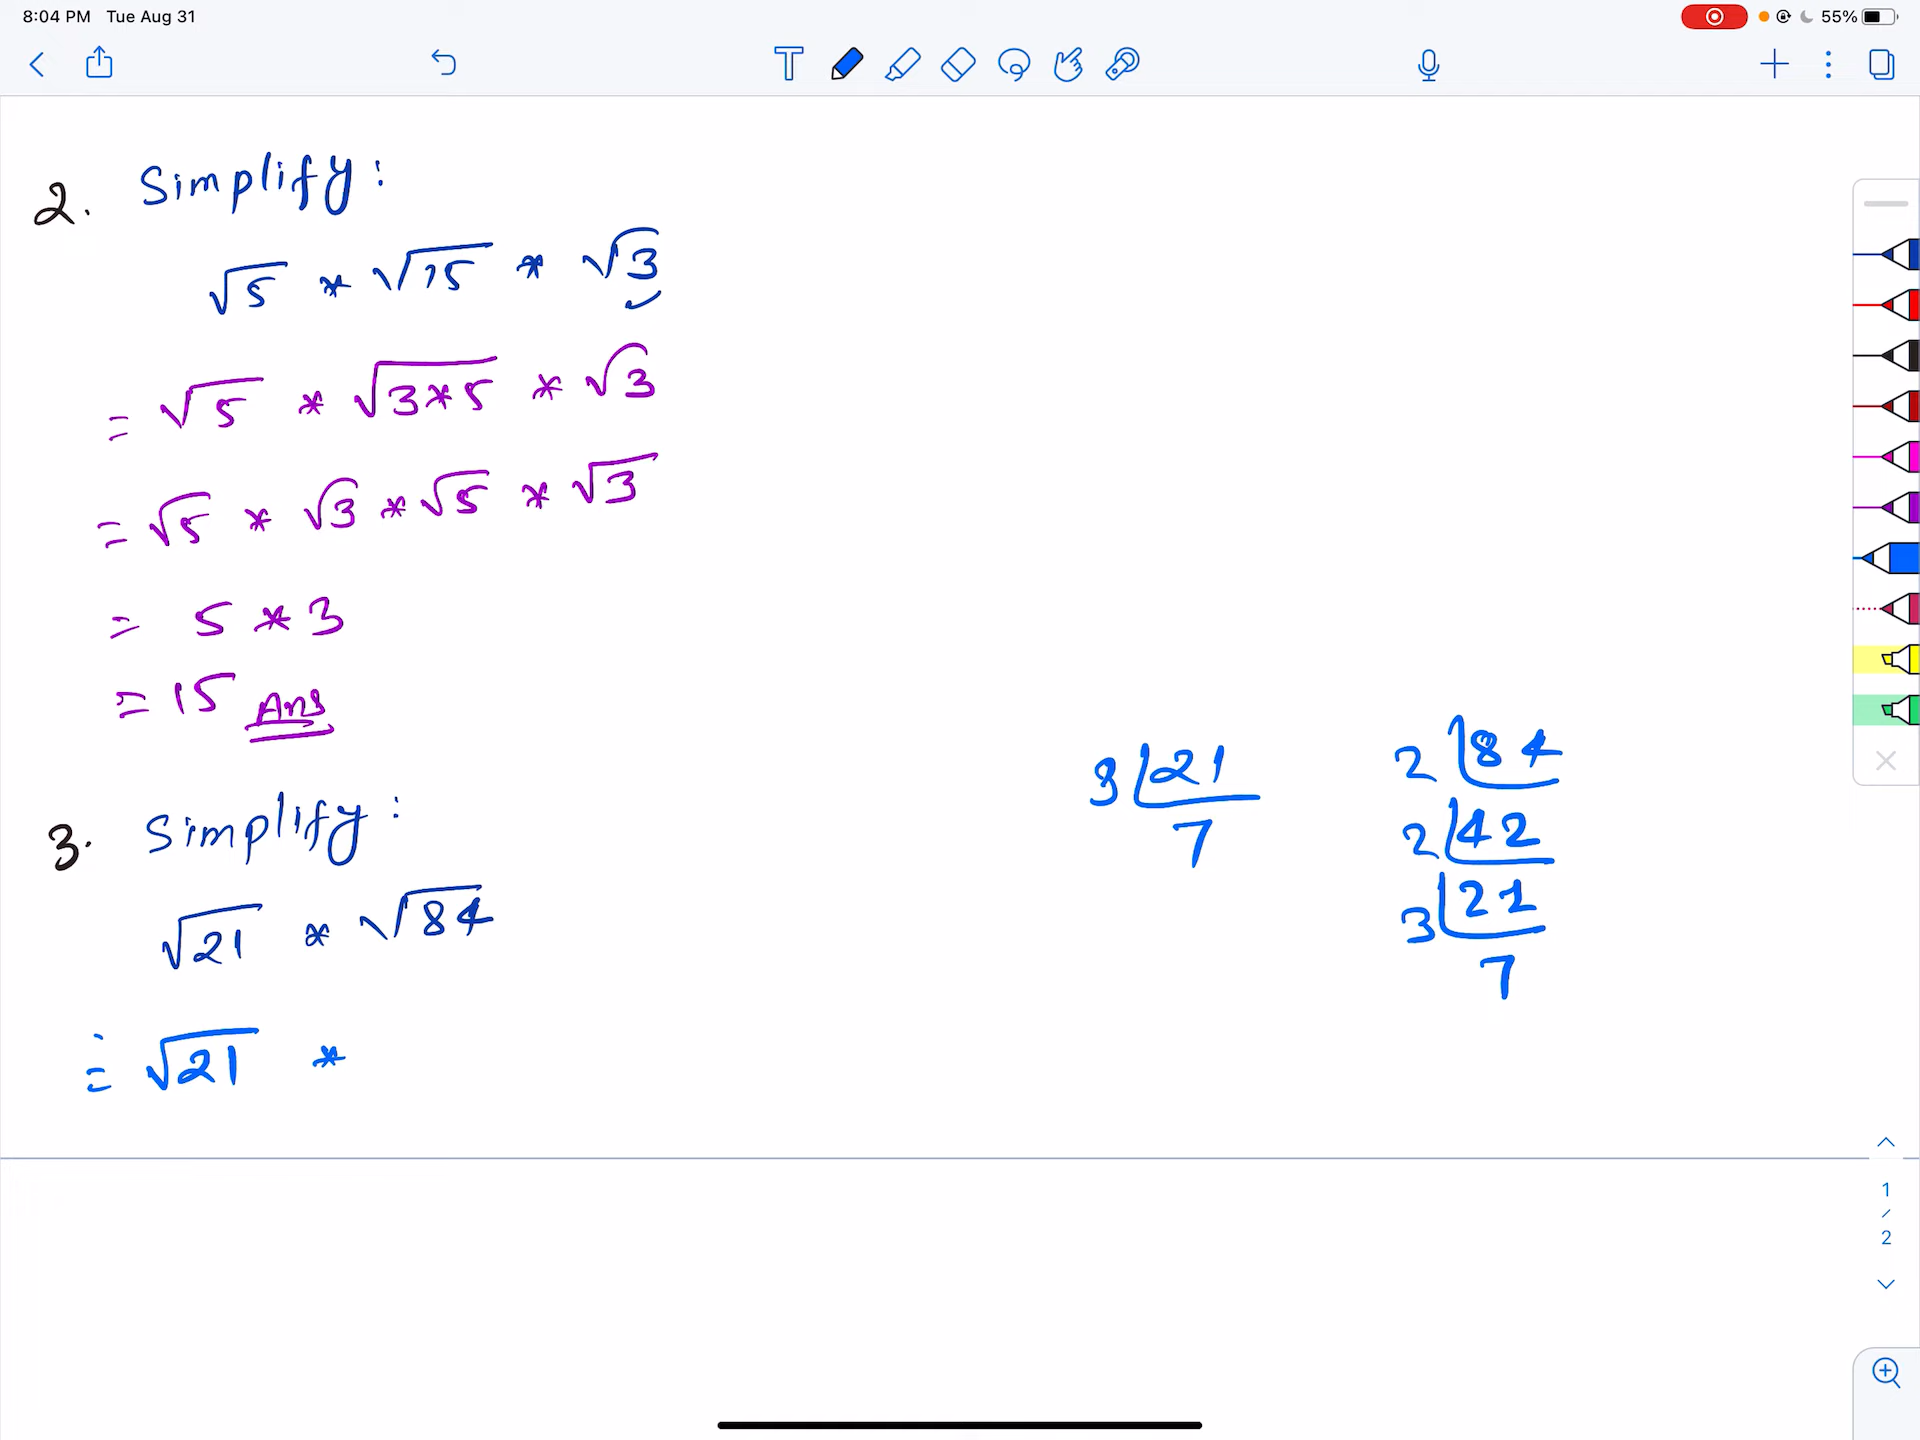 8:04 PM Tue Aug 31
55%
2. Simplify:
√5 * √15 * √3
= √5 * √3*5 * √3
= √5 * √3 * √5 * √3
= 5 * 3
= 15 Ans
3. Simplify:
√21 * √84
= √21 *
3 21
7
2 84
2 42
3 21
7
1
/
2